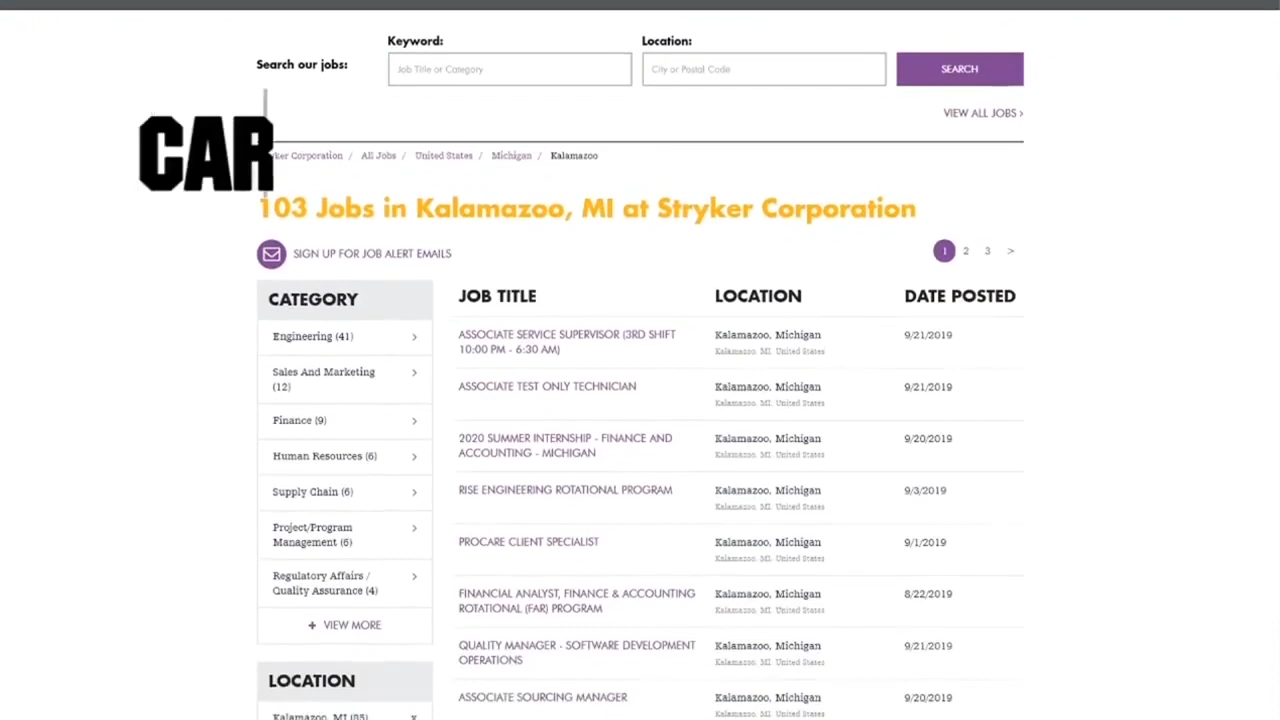 Keyword:
Location:
Search our jobs:
Job Title or Category
City or Postal Code
SEARCH
VIEW ALL JOBS ›
CAR
ker Corporation / All Jobs / United States / Michigan / Kalamazoo
103 Jobs in Kalamazoo, MI at Stryker Corporation
SIGN UP FOR JOB ALERT EMAILS
1 2 3 >
CATEGORY
Engineering (41)
Sales And Marketing
(12)
Finance (9)
Human Resources (6)
Supply Chain (6)
Project/Program
Management (6)
Regulatory Affairs /
Quality Assurance (4)
+ VIEW MORE
LOCATION
Kalamazoo, MI (85) x
JOB TITLE LOCATION DATE POSTED
ASSOCIATE SERVICE SUPERVISOR (3RD SHIFT
10:00 PM - 6:30 AM)
Kalamazoo, Michigan
Kalamazoo, MI, United States
9/21/2019
ASSOCIATE TEST ONLY TECHNICIAN
Kalamazoo, Michigan
Kalamazoo, MI, United States
9/21/2019
2020 SUMMER INTERNSHIP - FINANCE AND
ACCOUNTING - MICHIGAN
Kalamazoo, Michigan
Kalamazoo, MI, United States
9/20/2019
RISE ENGINEERING ROTATIONAL PROGRAM
Kalamazoo, Michigan
Kalamazoo, MI, United States
9/3/2019
PROCARE CLIENT SPECIALIST
Kalamazoo, Michigan
Kalamazoo, MI, United States
9/1/2019
FINANCIAL ANALYST, FINANCE & ACCOUNTING
ROTATIONAL (FAR) PROGRAM
Kalamazoo, Michigan
Kalamazoo, MI, United States
8/22/2019
QUALITY MANAGER - SOFTWARE DEVELOPMENT
OPERATIONS
Kalamazoo, Michigan
Kalamazoo, MI, United States
9/21/2019
ASSOCIATE SOURCING MANAGER
Kalamazoo, Michigan
Kalamazoo, MI, United States
9/20/2019